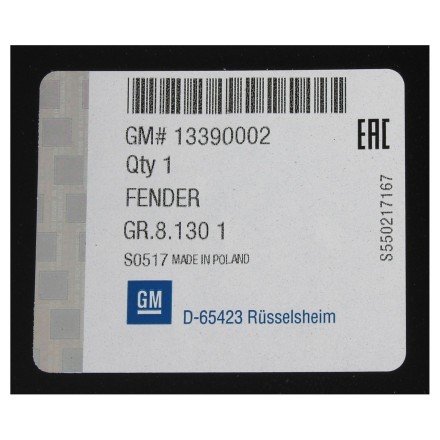 GM# 13390002
EAC
Qty 1
FENDER
GR.8.130 1
S0517 MADE IN POLAND
S550217167
GM
D-65423 Rüsselsheim